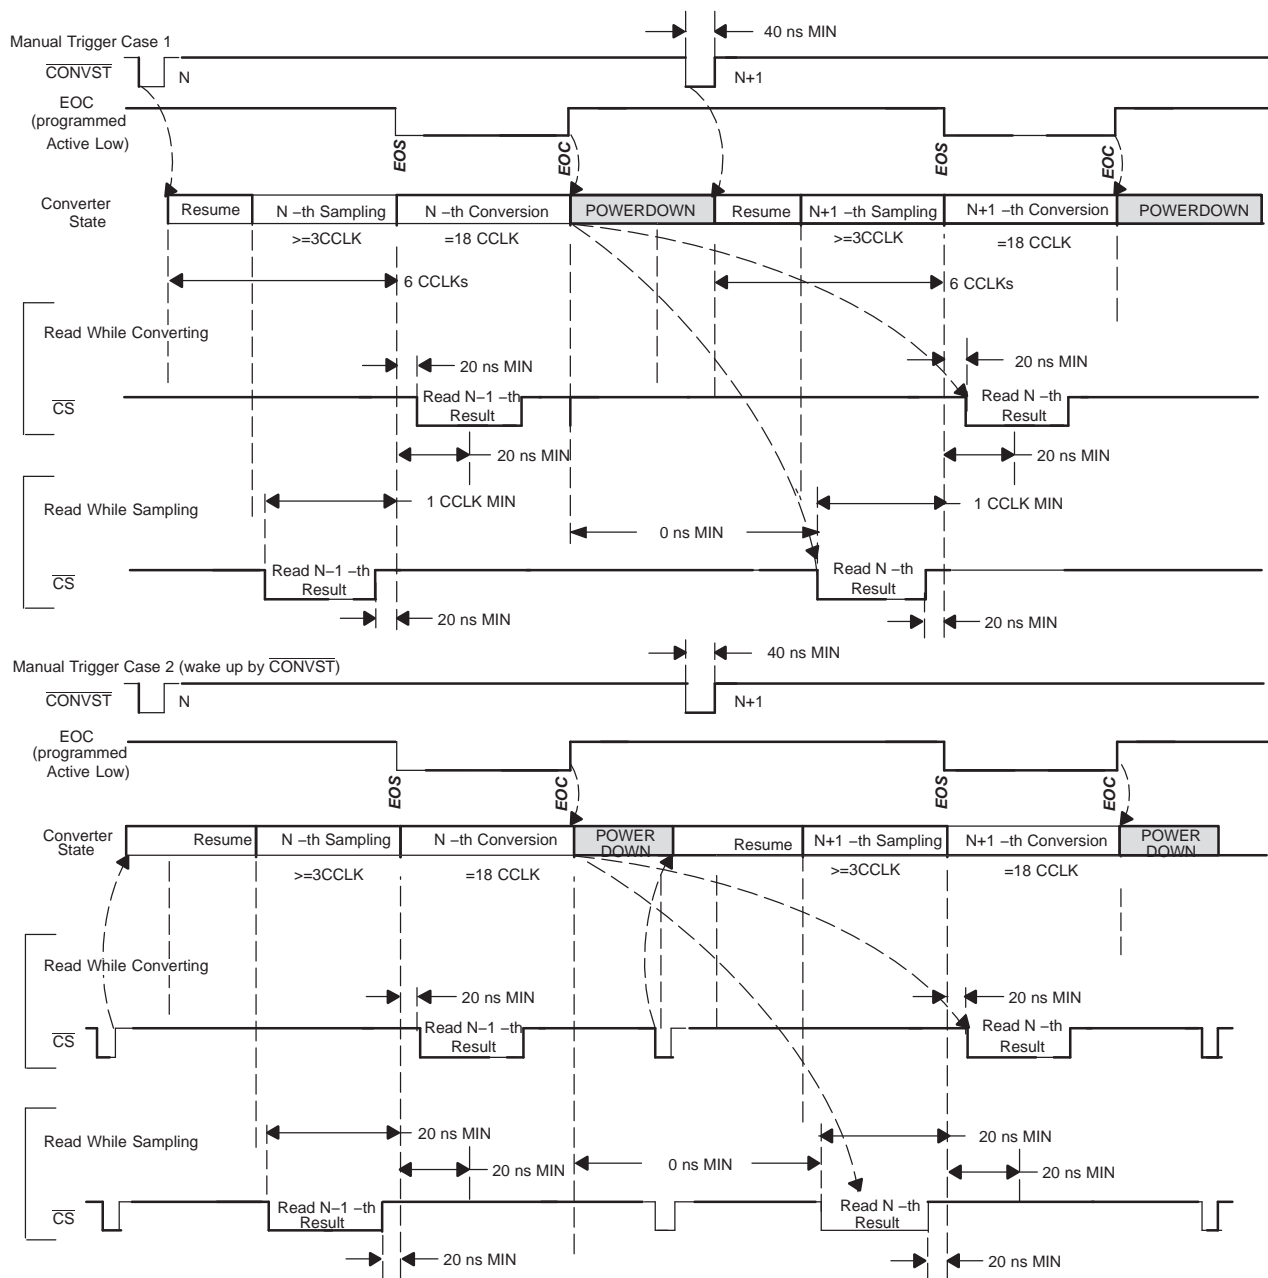 40 ns MIN
Manual Trigger Case 1
CONVST
N
N+1
EOC
(programmed
Active Low)
EOS
EOC
EOS
EOC
Converter
State
Resume
N −th Sampling
N −th Conversion
POWERDOWN
Resume
N+1 −th Sampling
N+1 −th Conversion
POWERDOWN
>=3CCLK
=18 CCLK
>=3CCLK
=18 CCLK
6 CCLKs
6 CCLKs
Read While Converting
20 ns MIN
20 ns MIN
CS
Read N−1 −th
Result
Read N −th
Result
20 ns MIN
20 ns MIN
Read While Sampling
1 CCLK MIN
1 CCLK MIN
0 ns MIN
CS
Read N−1 −th
Result
Read N −th
Result
20 ns MIN
20 ns MIN
40 ns MIN
Manual Trigger Case 2 (wake up by CONVST)
CONVST
N
N+1
EOC
(programmed
Active Low)
EOS
EOC
EOS
EOC
Converter
State
Resume
N −th Sampling
N −th Conversion
POWER
DOWN
Resume
N+1 −th Sampling
N+1 −th Conversion
POWER
DOWN
>=3CCLK
=18 CCLK
>=3CCLK
=18 CCLK
Read While Converting
20 ns MIN
20 ns MIN
CS
Read N−1 −th
Result
Read N −th
Result
Read While Sampling
20 ns MIN
20 ns MIN
20 ns MIN
0 ns MIN
20 ns MIN
CS
Read N−1 −th
Result
Read N −th
Result
20 ns MIN
20 ns MIN